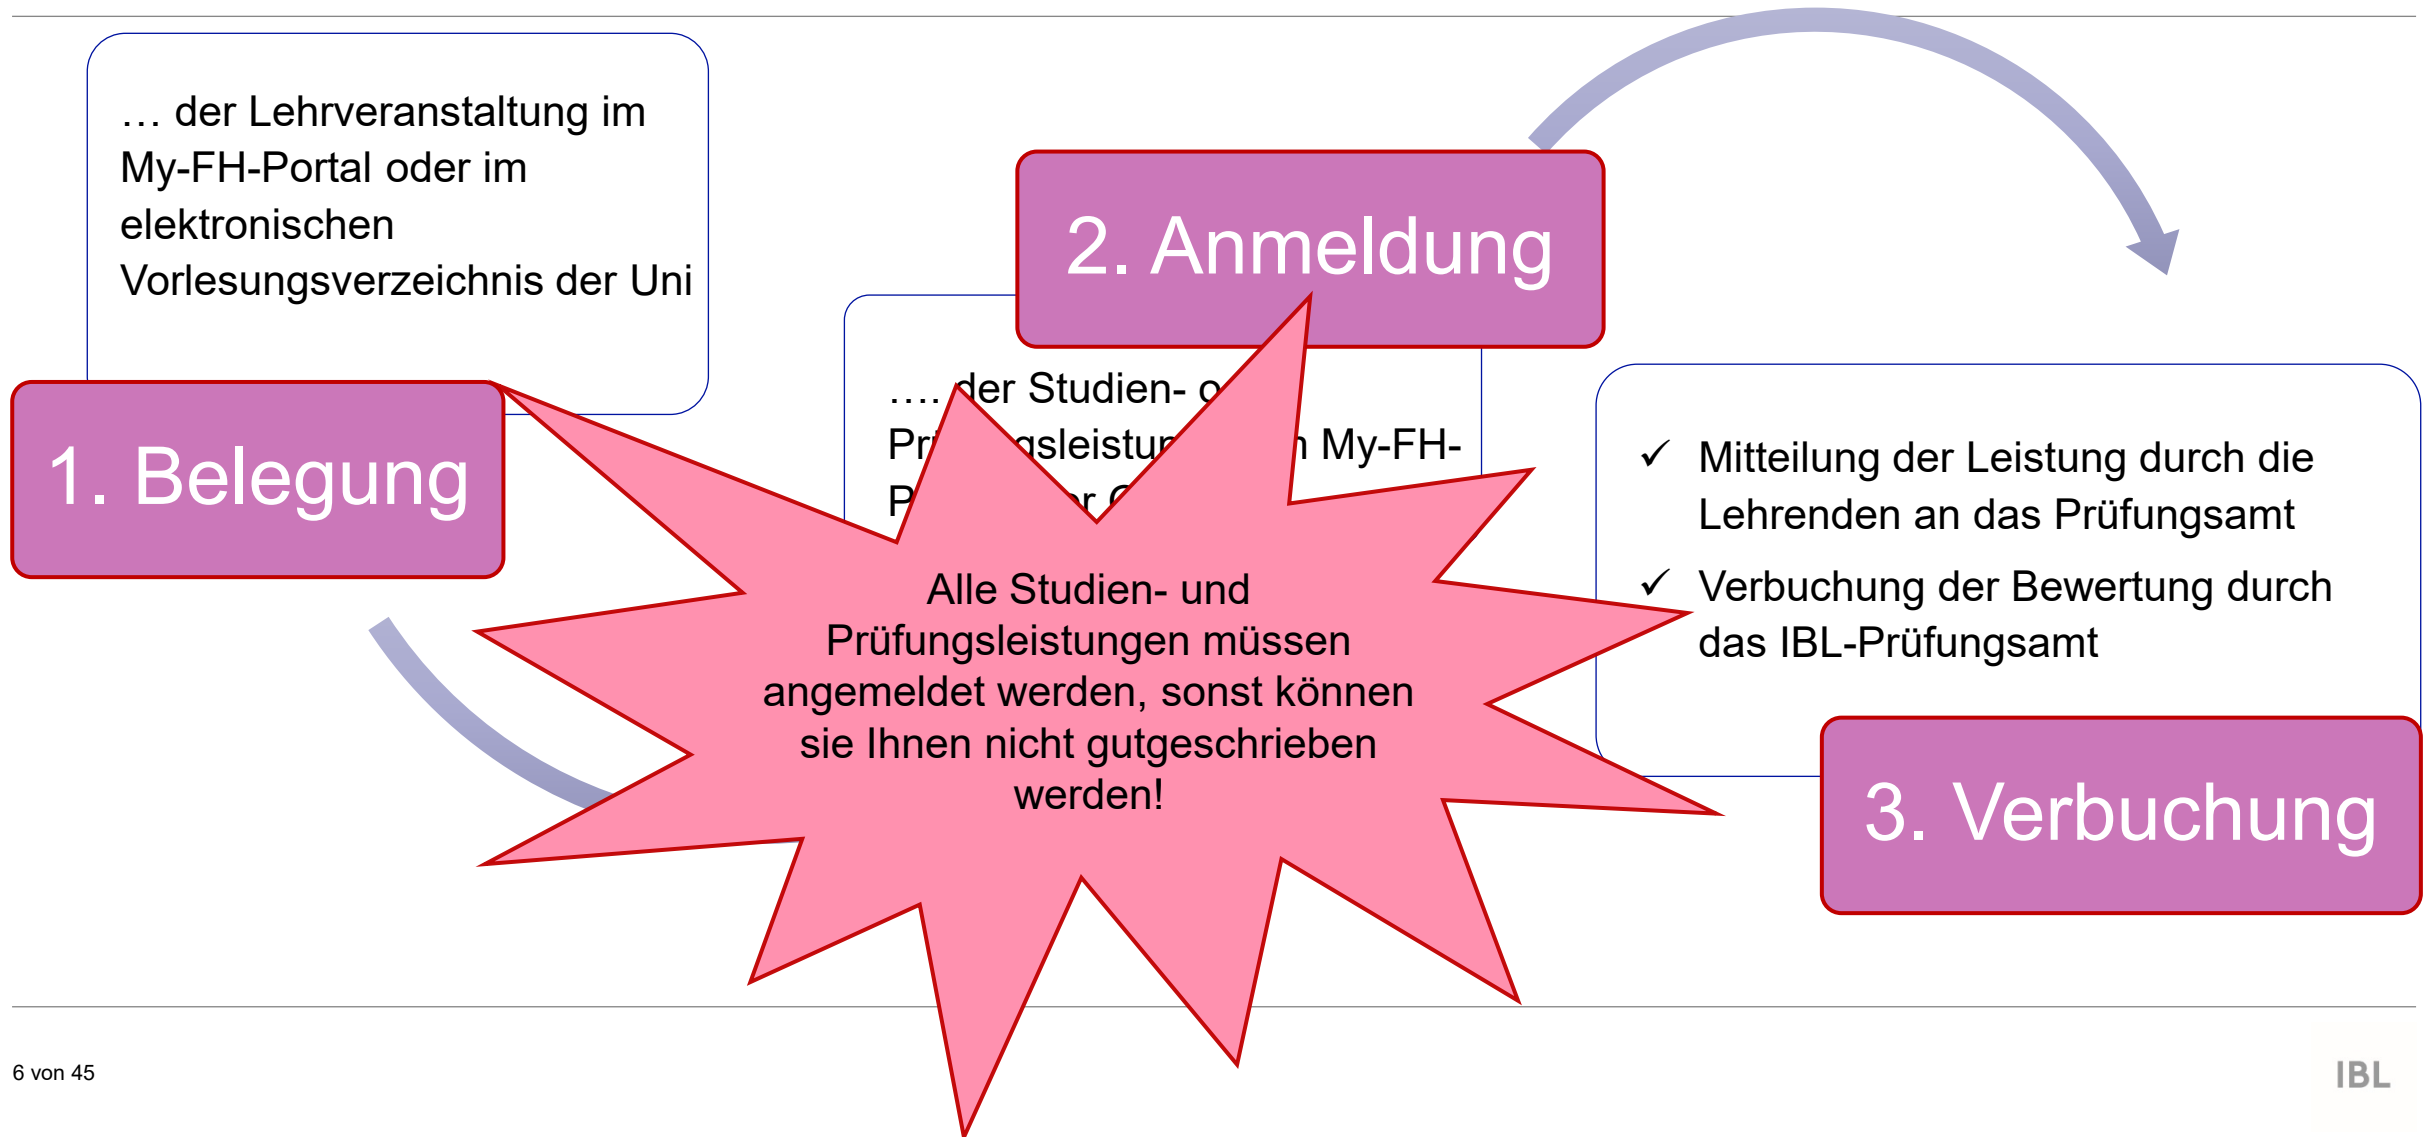 … der Lehrveranstaltung im
My-FH-Portal oder im
elektronischen
Vorlesungsverzeichnis der Uni
1. Belegung
2. Anmeldung
…. der Studien-
My-FH-
Alle Studien- und
Prüfungsleistungen müssen
angemeldet werden, sonst können
sie Ihnen nicht gutgeschrieben
werden!
✓ Mitteilung der Leistung durch die
Lehrenden an das Prüfungsamt
✓ Verbuchung der Bewertung durch
das IBL-Prüfungsamt
3. Verbuchung
6 von 45
IBL